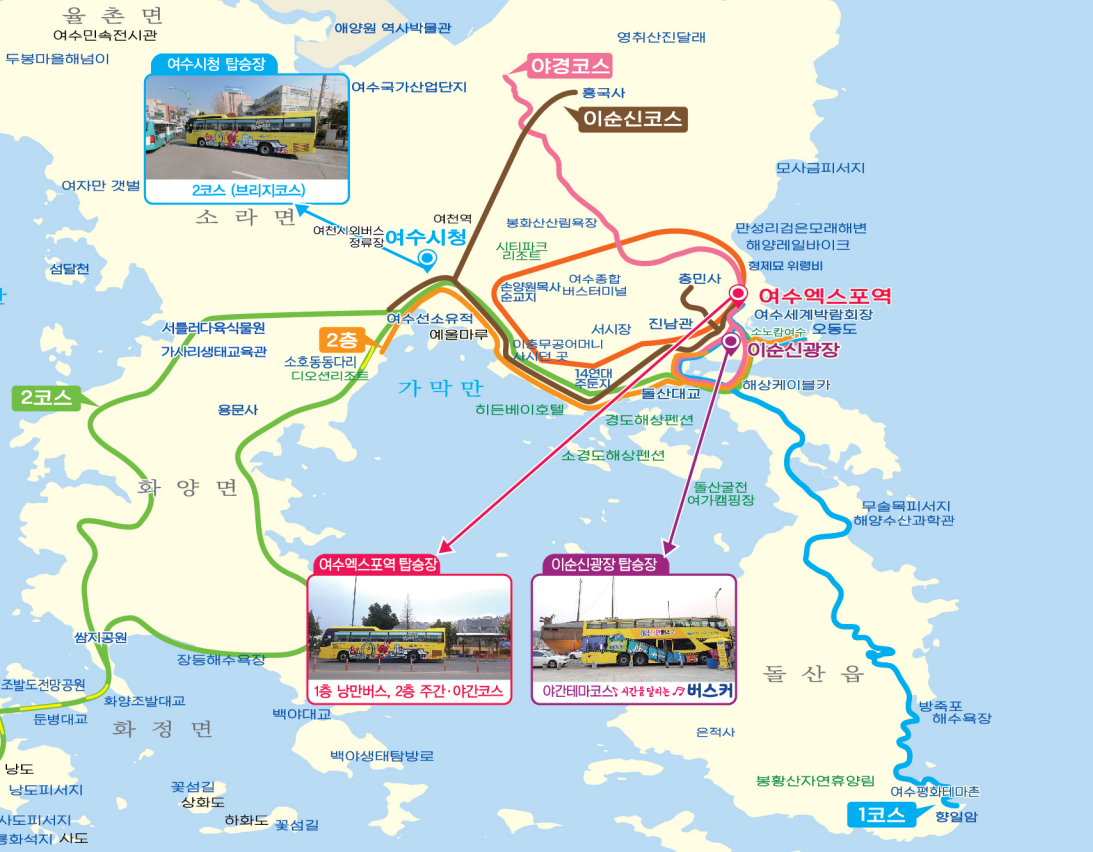 율 촌 면
여수민속전시관
두봉마을해넘이
애양원 역사박물관
영취산진달래
여수시청 탑승장
2코스 (브리지코스)
여수국가산업단지
야경코스
흥국사
이순신코스
모사금피서지
여자만 갯벌
소 라 면
여천역
여천시외버스
정류장
여수시청
봉화산산림욕장
시티파크
리조트
만성리검은모래해변
해양레일바이크
형제묘 위령비
섬달천
손양원목사
순교지
여수종합
버스터미널
충민사
여수엑스포역
여수세계박람회장
소노캄여수
오동도
이순신광장
서틀러다육식물원
가사리생태교육관
여수선소유적
예울마루
2층
소호동동다리
디오션리조트
이충무공어머니
사시던 곳
서시장
진남관
14연대
주둔지
돌산대교
해상케이블카
2코스
용문사
가 막 만
히든베이호텔
경도해상펜션
소경도해상펜션
화 양 면
돌산굴전
여가캠핑장
무술목피서지
해양수산과학관
여수엑스포역 탑승장
1층 낭만버스, 2층 주간·야간코스
이순신광장 탑승장
야간테마코스 시간을 달리는 버스커
쌈지공원
장등해수욕장
조발도전망공원
화양조발대교
둔병대교
화 정 면
백야대교
백야생태탐방로
돌 산 읍
방죽포
해수욕장
은적사
봉황산자연휴양림
여수평화테마촌
1코스
향일암
낭도
낭도피서지
꽃섬길
상화도
하화도
꽃섬길
사도피서지
룡화석지
사도